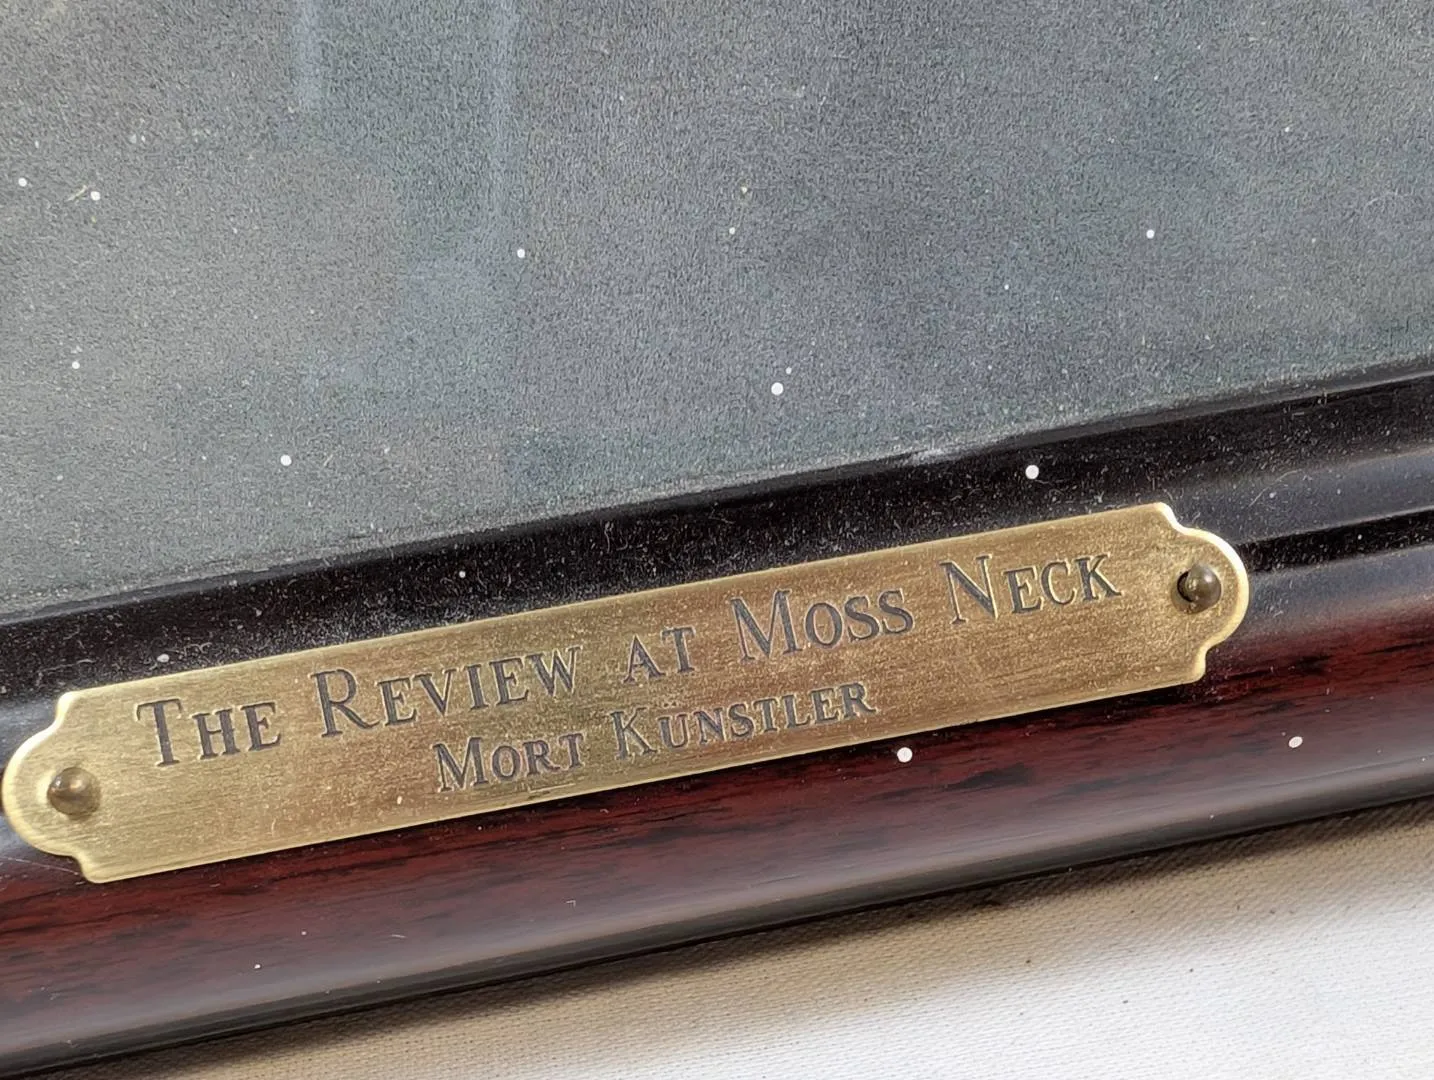 THE REVIEW AT MOSS NECK
MORT KÜNSTLER